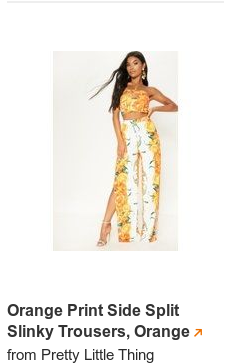 Orange Print Side Split
Slinky Trousers, Orange
from Pretty Little Thing